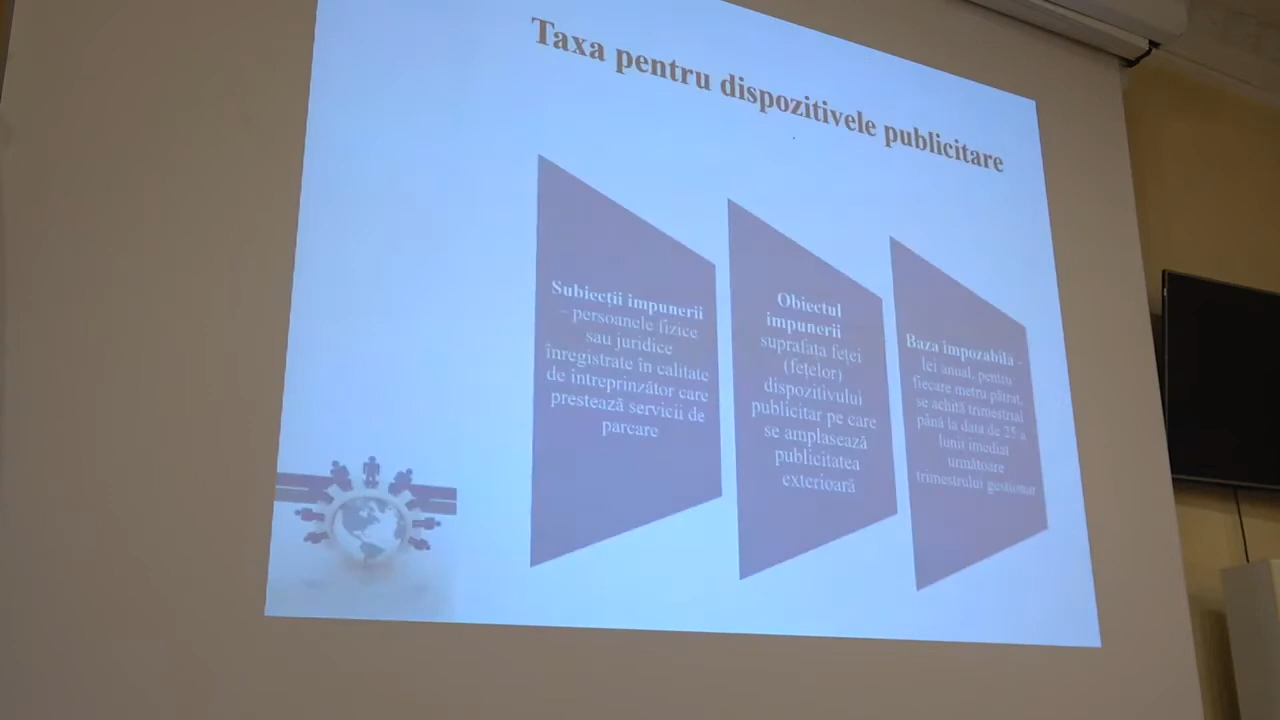 Taxa pentru dispozitivele publicitare
Subiecții impunerii
- persoanele fizice
sau juridice
înregistrate în calitate
de întreprinzător care
prestează servicii de
parcare
Obiectul
impunerii
suprafața feței
(fețelor)
dispozitivului
publicitar pe care
se amplasează
publicitatea
exterioară
Baza impozabilă -
lei anual, pentru
fiecare metru pătrat,
se achită trimestrial
până la data de 25 a
lunii imediat
următoare
trimestrului gestionar